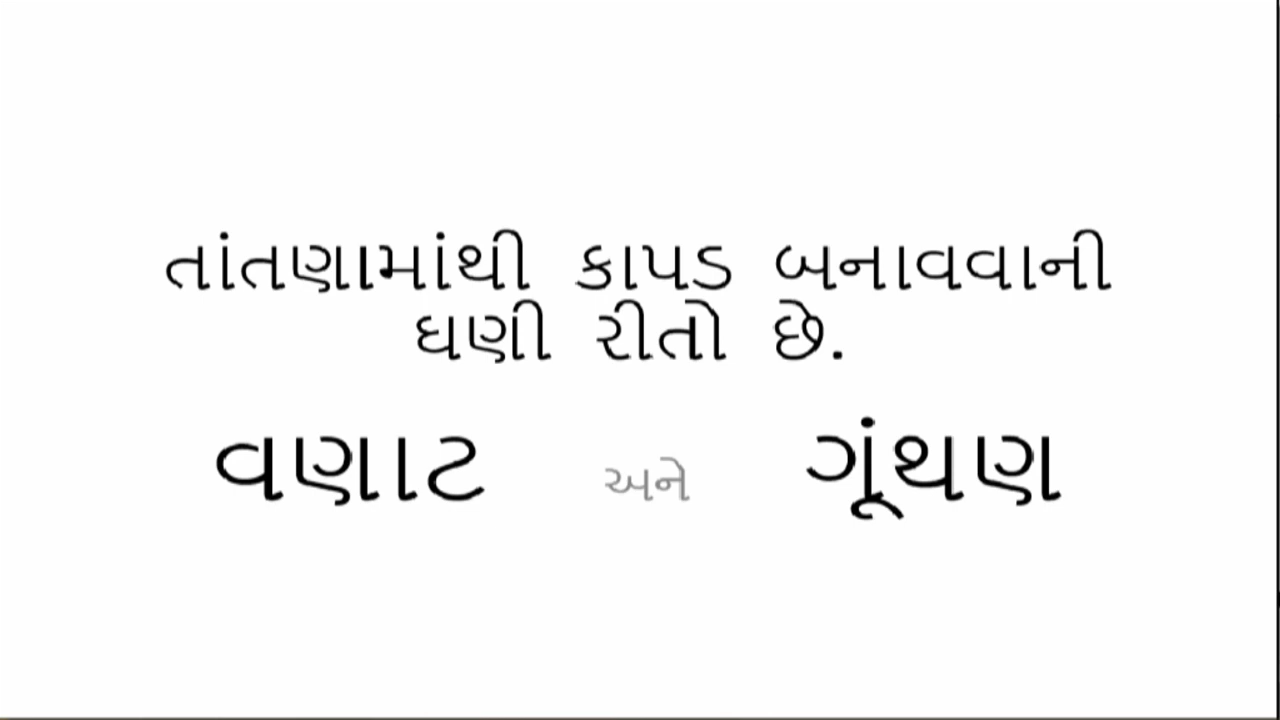 તાંતણામાંથી કાપડ બનાવવાની
ઘણી રીતો છે.
વણાટ અને ગૂંથણ